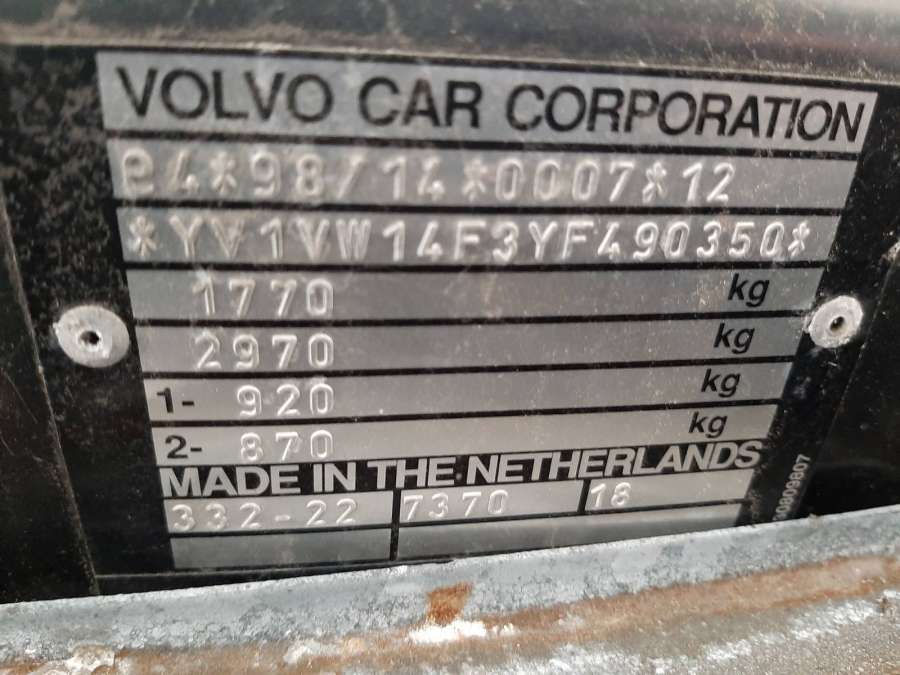 VOLVO CAR CORPORATION
e4*98/14*0007*12
*YV1VW14F3YF490350*
1770 kg
2970 kg
1- 920 kg
2- 870 kg
MADE IN THE NETHERLANDS
332-22 7370 18